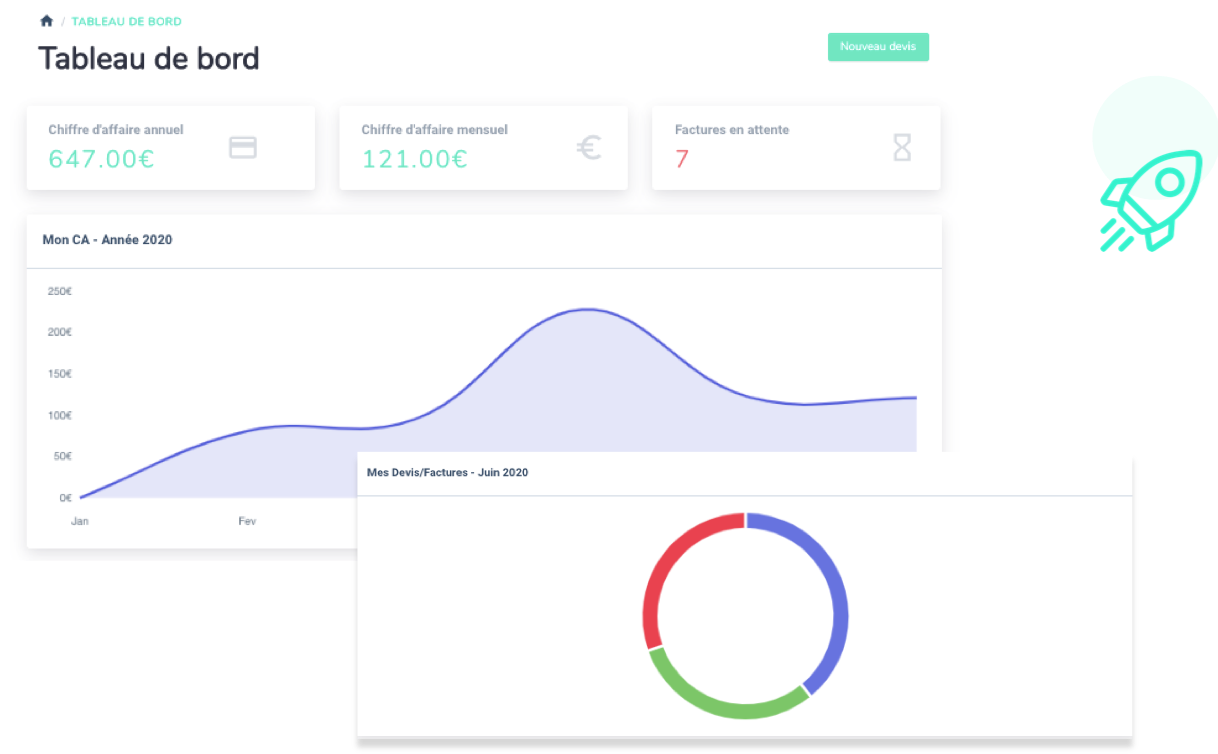 / TABLEAU DE BORD
Tableau de bord
Nouveau devis
Chiffre d'affaire annuel
647.00€
Chiffre d'affaire mensuel
121.00€
€
Factures en attente
7
Mon CA - Année 2020
250€
200€
150€
100€
50€
0€
Jan
Fev
Mes Devis/Factures - Juin 2020